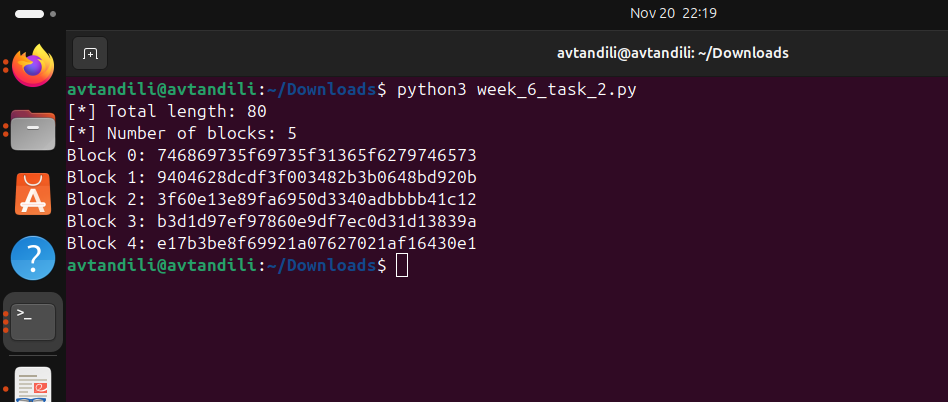 Nov 20 22:19
avtandili@avtandili: ~/Downloads
avtandili@avtandili:~/Downloads$ python3 week_6_task_2.py
[*] Total length: 80
[*] Number of blocks: 5
Block 0: 746869735f69735f31365f6279746573
Block 1: 9404628dcdf3f003482b3b0648bd920b
Block 2: 3f60e13e89fa6950d3340adbbbb41c12
Block 3: b3d1d97ef97860e9df7ec0d31d13839a
Block 4: e17b3be8f69921a07627021af16430e1
avtandili@avtandili:~/Downloads$